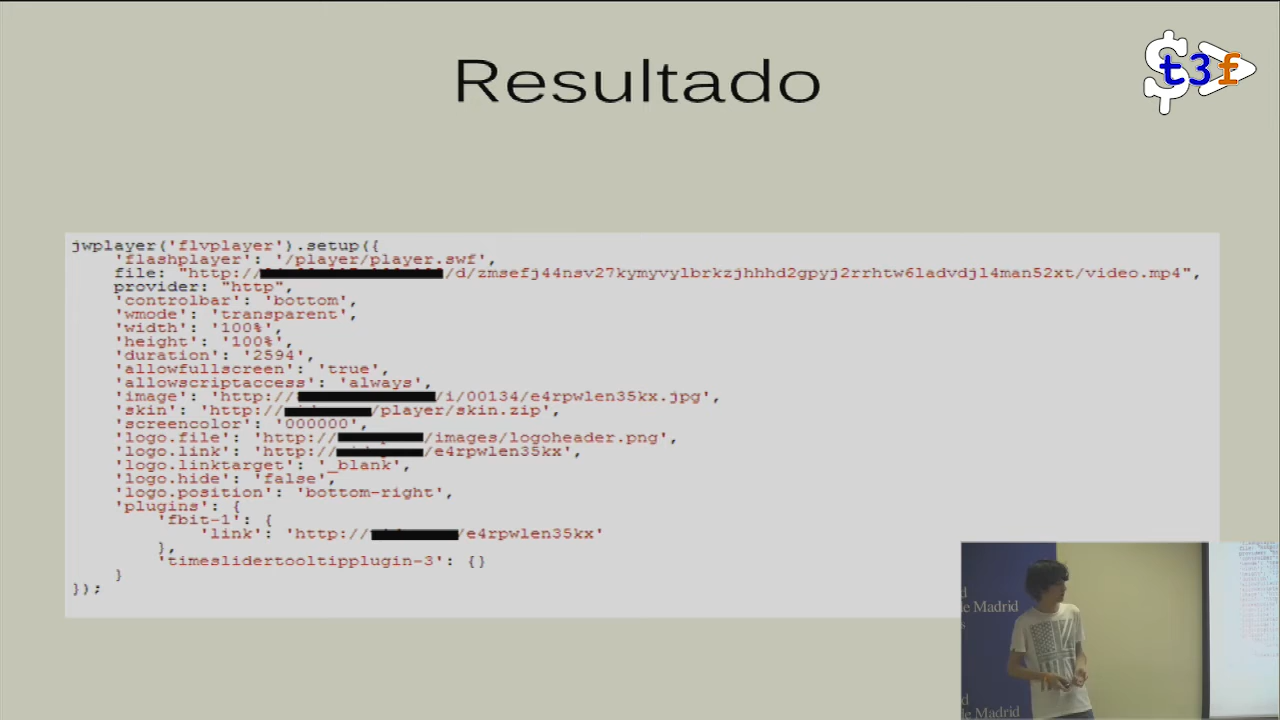 Resultado
$t3f
jwplayer('flvplayer').setup({
'flashplayer': '/player/player.swf',
file: "http:// /d/zmsefj44nsv27kymyvylbrkzjhhhd2gpyj2rrhtw6ladvdjl4man52xt/video.mp4",
provider: "http",
'controlbar': 'bottom',
'wmode': 'transparent',
'width': '100%',
'height': '100%',
'duration': '2594',
'allowfullscreen': 'true',
'allowscriptaccess': 'always',
'image': 'http:// /i/00134/e4rpwlen35kx.jpg',
'skin': 'http:// /player/skin.zip',
'screencolor': '000000',
'logo.file': 'http:// /images/logoheader.png',
'logo.link': 'http:// /e4rpwlen35kx',
'logo.linktarget': '_blank',
'logo.hide': 'false',
'logo.position': 'bottom-right',
'plugins': {
'fbit-1': {
'link': 'http:// /e4rpwlen35kx'
},
'timeslidertooltipplugin-3': {}
}
});
de Madrid
de Madrid